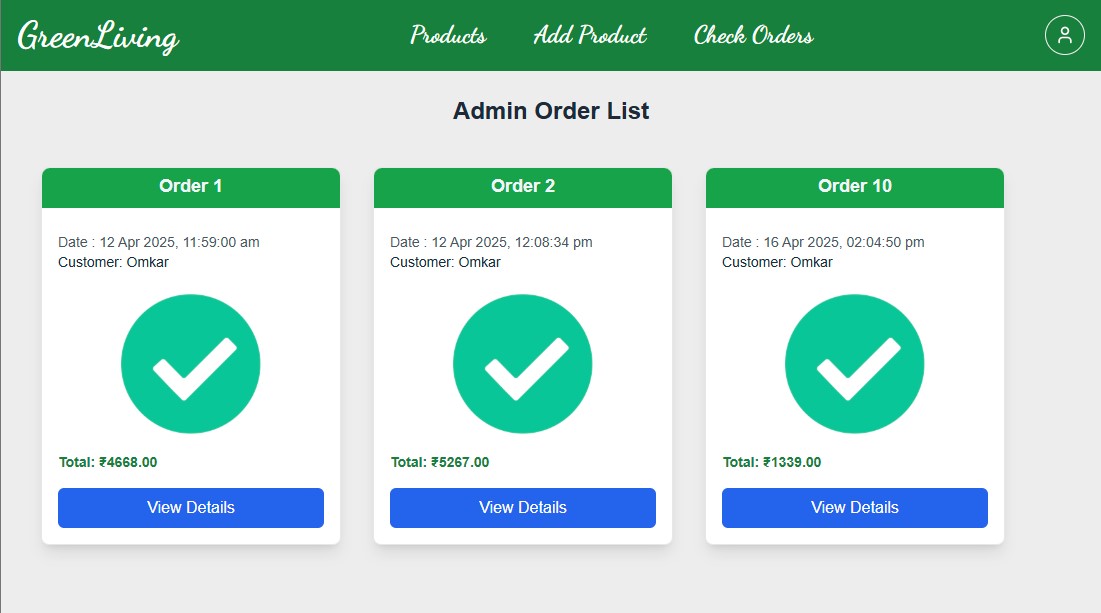 GreenLiving
Products
Add Product
Check Orders
Admin Order List
Order 1
Date : 12 Apr 2025, 11:59:00 am
Customer: Omkar
Total: ₹4668.00
View Details
Order 2
Date : 12 Apr 2025, 12:08:34 pm
Customer: Omkar
Total: ₹5267.00
View Details
Order 10
Date : 16 Apr 2025, 02:04:50 pm
Customer: Omkar
Total: ₹1339.00
View Details